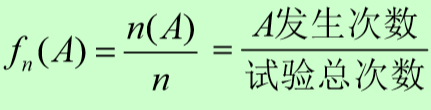 fₙ(A) = n(A)/n = A发生次数/试验总次数